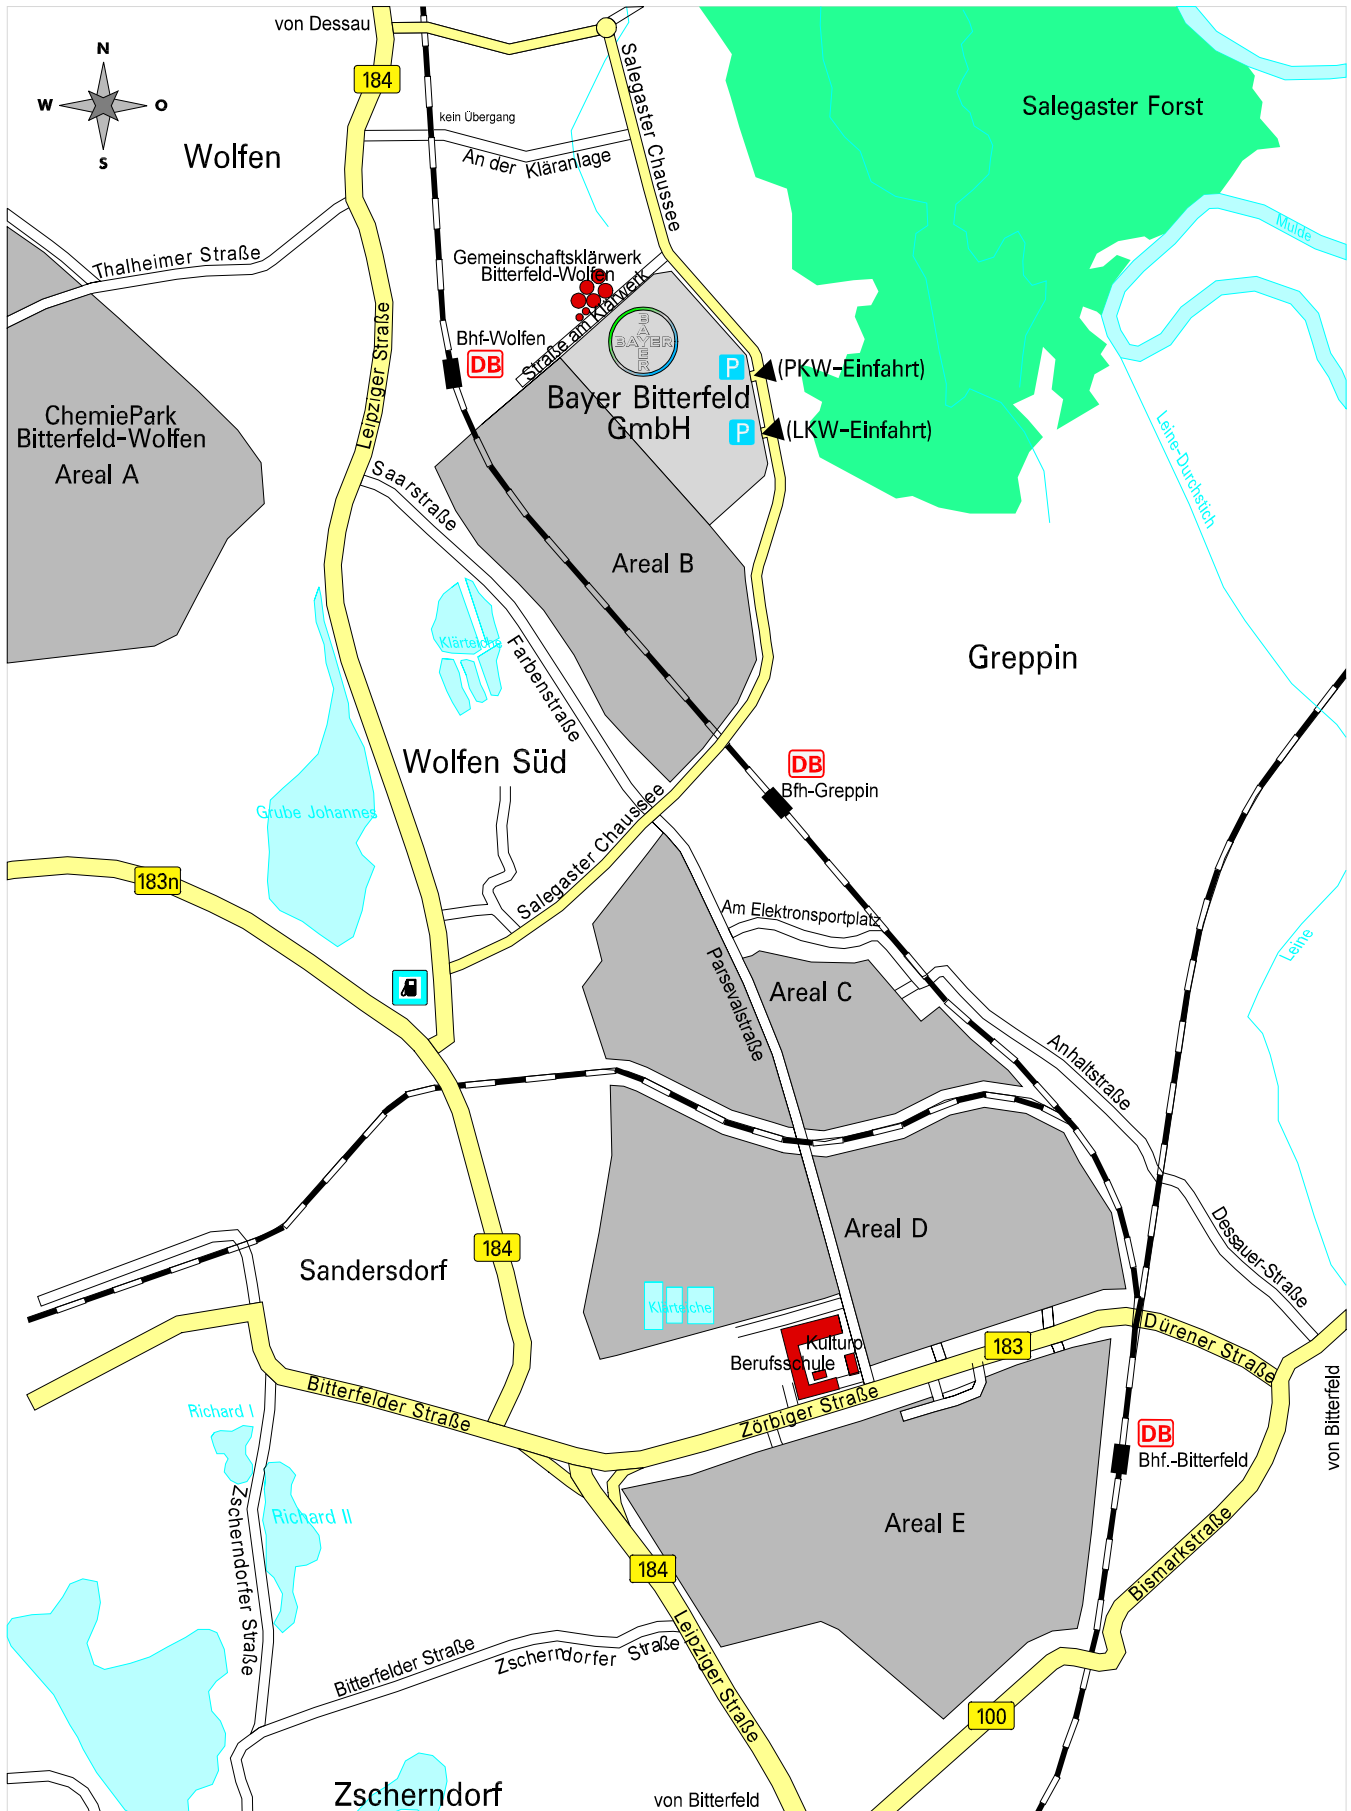 von Dessau
N
W
O
S
184
Salegaster Chaussee
Salegaster Forst
kein Übergang
An der Kläranlage
Wolfen
Mulde
Thalheimer Straße
Gemeinschaftsklärwerk
Bitterfeld-Wolfen
Straße am Klärwerk
Bhf-Wolfen
DB
BAYER
BAYER
P
(PKW-Einfahrt)
Bayer Bitterfeld
GmbH
P
(LKW-Einfahrt)
Leipziger Straße
ChemiePark
Bitterfeld-Wolfen
Areal A
Saarstraße
Leine-Durchstich
Areal B
Klärteiche
Farbenstraße
Greppin
Wolfen Süd
DB
Bfh-Greppin
Grube Johannes
Salegaster Chaussee
183n
Am Elektronsportplatz
Leine
Parsevalstraße
Areal C
Anhaltstraße
Areal D
Dessauer-Straße
184
Sandersdorf
Klärteiche
Kulturp
Berufsschule
183
Dürener Straße
Bitterfelder Straße
Zörbiger Straße
von Bitterfeld
Richard I
DB
Bhf.-Bitterfeld
Richard II
Zscherndorfer Straße
Areal E
184
Bismarkstraße
Leipziger Straße
Bitterfelder Straße
Zscherndorfer Straße
100
Zscherndorf
von Bitterfeld